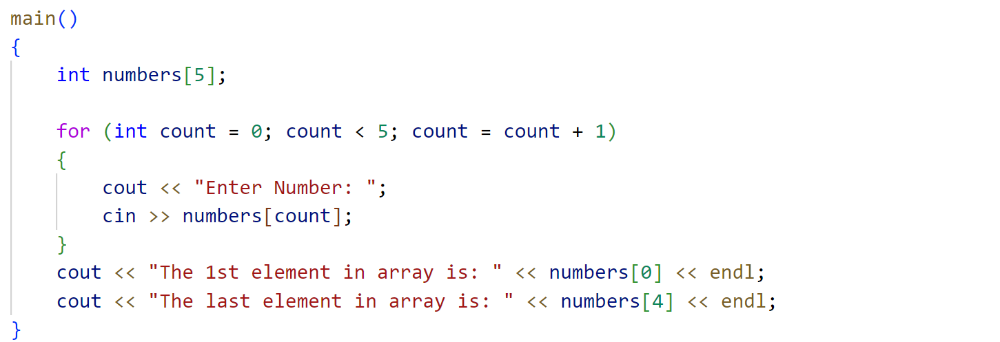 main()
{
    int numbers[5];

    for (int count = 0; count < 5; count = count + 1)
    {
        cout << "Enter Number: ";
        cin >> numbers[count];
    }
    cout << "The 1st element in array is: " << numbers[0] << endl;
    cout << "The last element in array is: " << numbers[4] << endl;
}